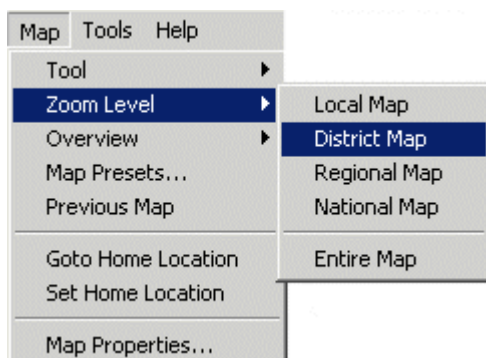 Map Tools Help
Tool
Zoom Level
Overview
Map Presets...
Previous Map
Goto Home Location
Set Home Location
Map Properties...
Local Map
District Map
Regional Map
National Map
Entire Map